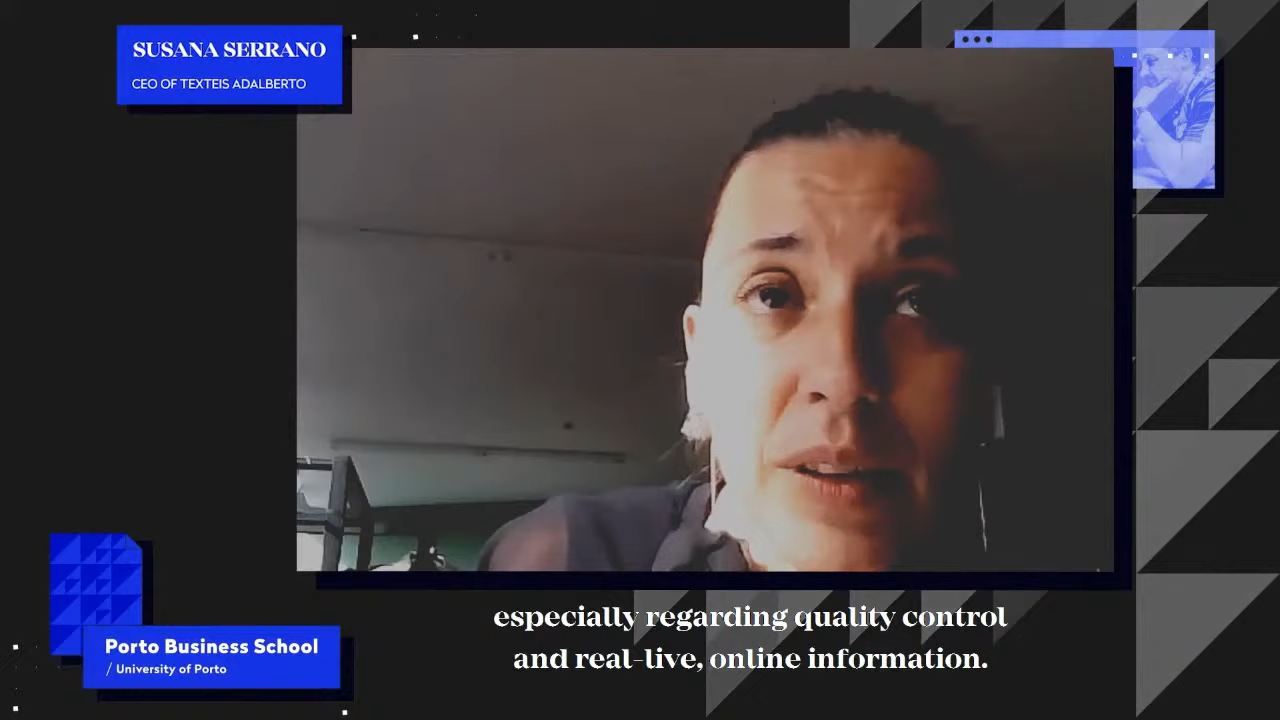 SUSANA SERRANO
CEO OF TEXTEIS ADALBERTO
Porto Business School
/ University of Porto
especially regarding quality control
and real-live, online information.